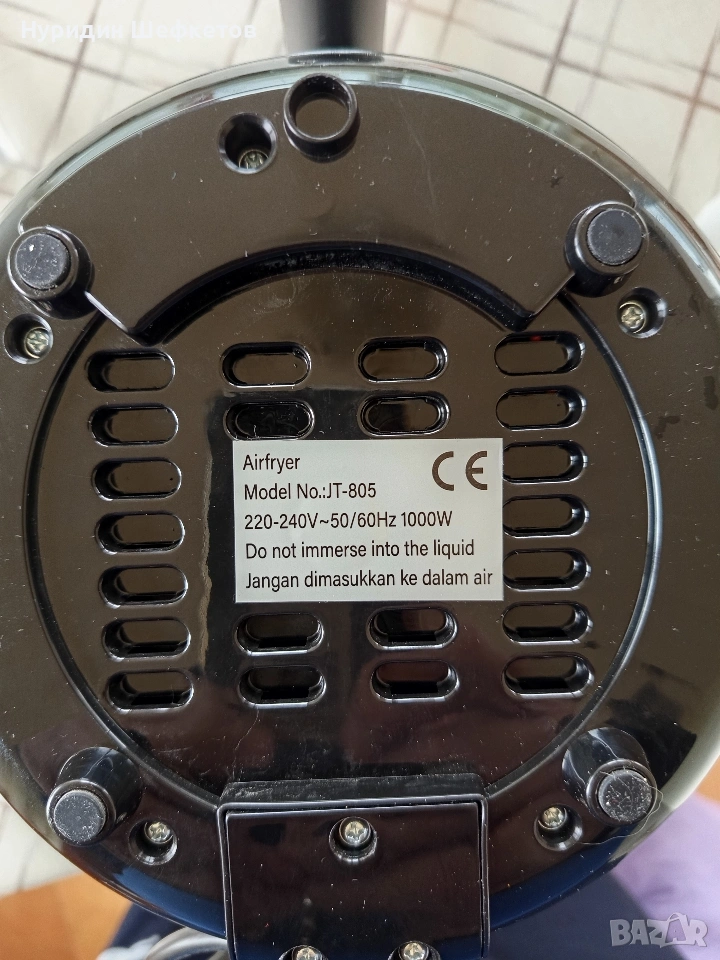 Нуридин Шефкетов
Airfryer
CE
Model No.:JT-805
220-240V~50/60Hz 1000W
Do not immerse into the liquid
Jangan dimasukkan ke dalam air
BAZAR